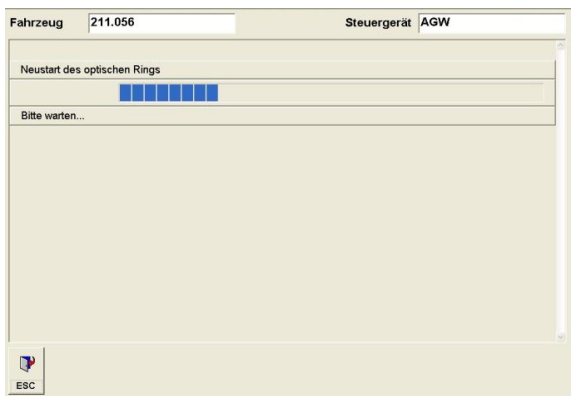 Fahrzeug 211.056 Steuergerät AGW
Neustart des optischen Rings
Bitte warten...
ESC